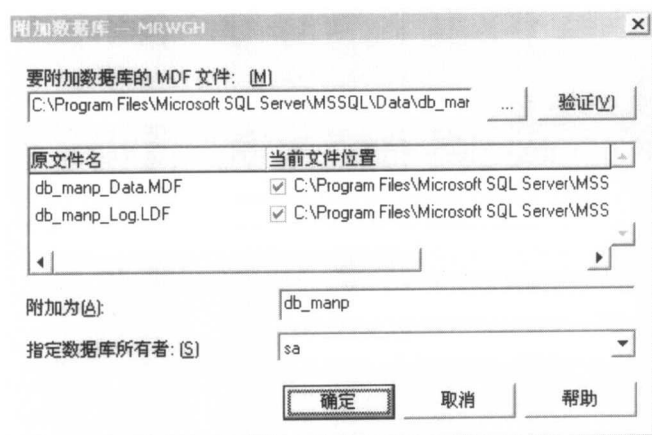 附加数据库 — MRWGH
要附加数据库的 MDF 文件: (M)
C:\Program Files\Microsoft SQL Server\MSSQL\Data\db_mar ... 验证(V)
原文件名 当前文件位置
db_manp_Data.MDF C:\Program Files\Microsoft SQL Server\MSS
db_manp_Log.LDF C:\Program Files\Microsoft SQL Server\MSS
附加为(A): db_manp
指定数据库所有者: (S) sa
确定 取消 帮助